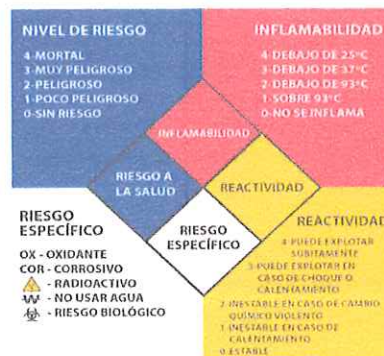 NIVEL DE RIESGO
4-MORTAL
3-MUY PELIGROSO
2-PELIGROSO
1-POCO PELIGROSO
0-SIN RIESGO
INFLAMABILIDAD
4-DEBAJO DE 25°C
3-DEBAJO DE 37°C
2-DEBAJO DE 93°C
1-SOBRE 93°C
0-NO SE INFLAMA
INFLAMABILIDAD
RIESGO A
LA SALUD
REACTIVIDAD
RIESGO
ESPECÍFICO
RIESGO
ESPECÍFICO
OX - OXIDANTE
COR - CORROSIVO
- RADIOACTIVO
W - NO USAR AGUA
- RIESGO BIOLÓGICO
REACTIVIDAD
4-PUEDE EXPLOTAR
SUBITAMENTE
3-PUEDE EXPLOTAR EN
CASO DE CHOQUE O
CALENTAMIENTO
2-INESTABLE EN CASO DE CAMBIO
QUÍMICO VIOLENTO
1-INESTABLE EN CASO DE
CALENTAMIENTO
0-ESTABLE